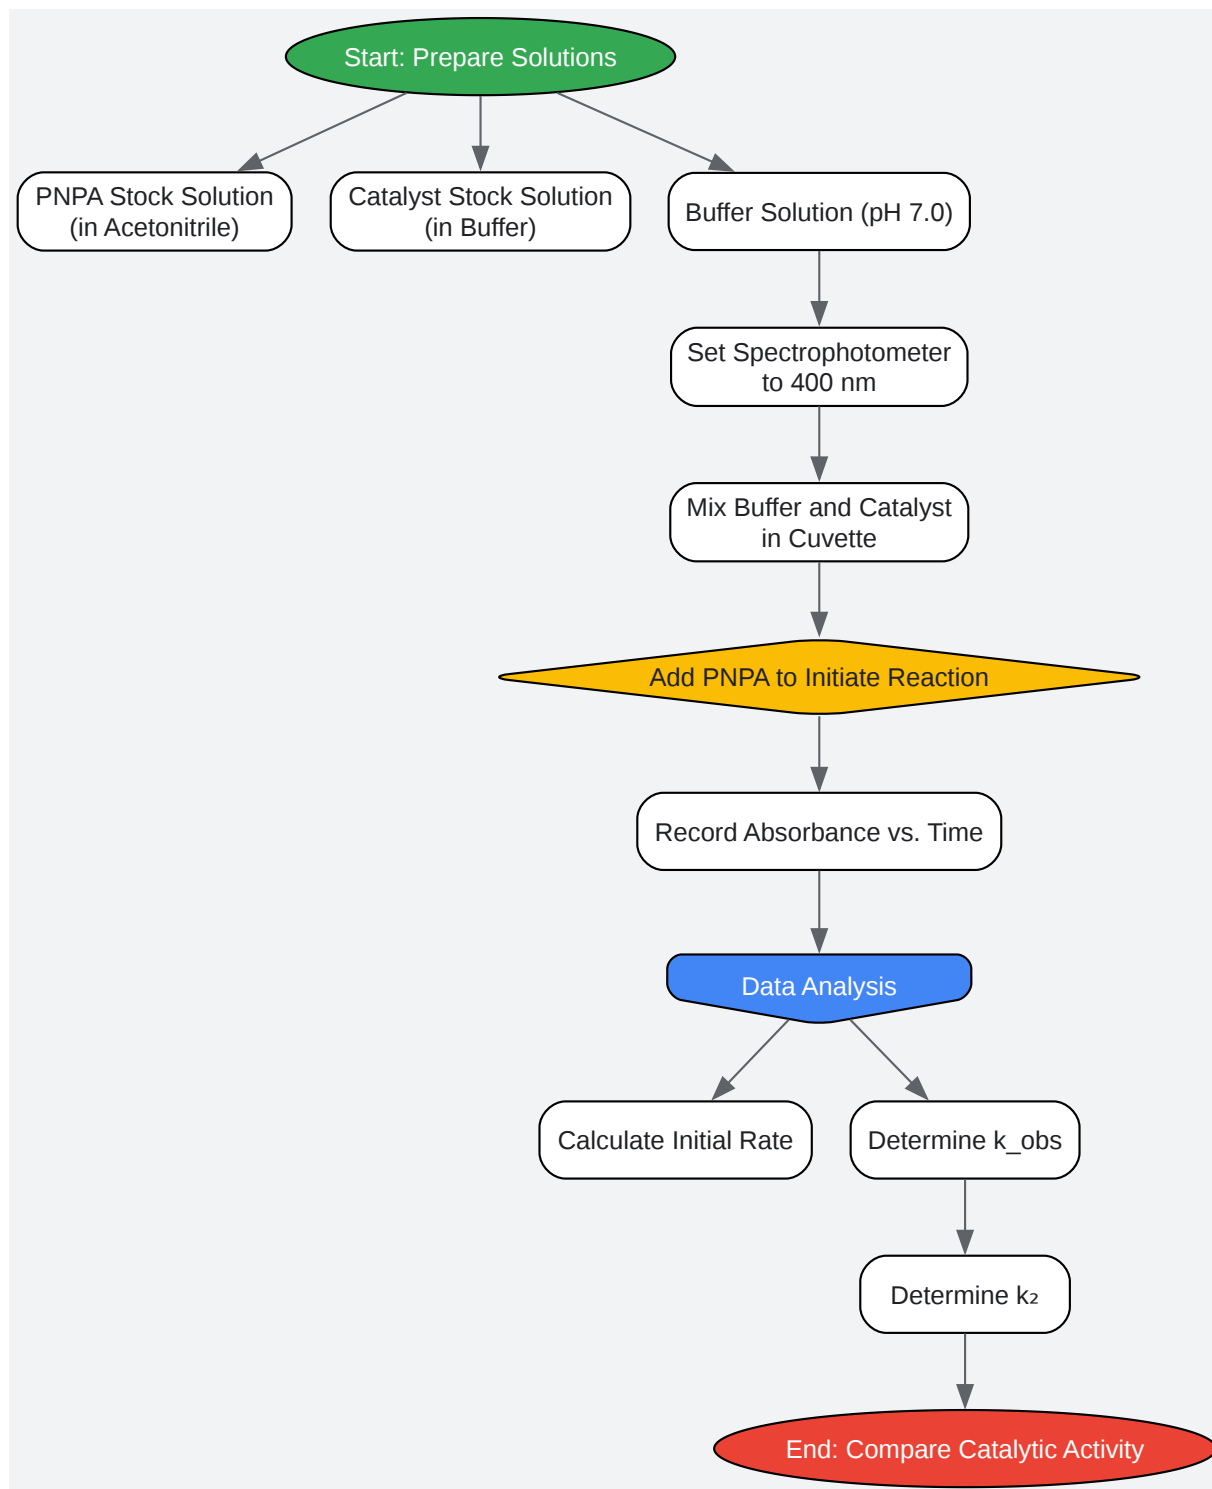 Start: Prepare Solutions
PNPA Stock Solution
(in Acetonitrile)
Catalyst Stock Solution
(in Buffer)
Buffer Solution (pH 7.0)
Set Spectrophotometer
to 400 nm
Mix Buffer and Catalyst
in Cuvette
Add PNPA to Initiate Reaction
Record Absorbance vs. Time
Data Analysis
Calculate Initial Rate
Determine k_obs
Determine k₂
End: Compare Catalytic Activity